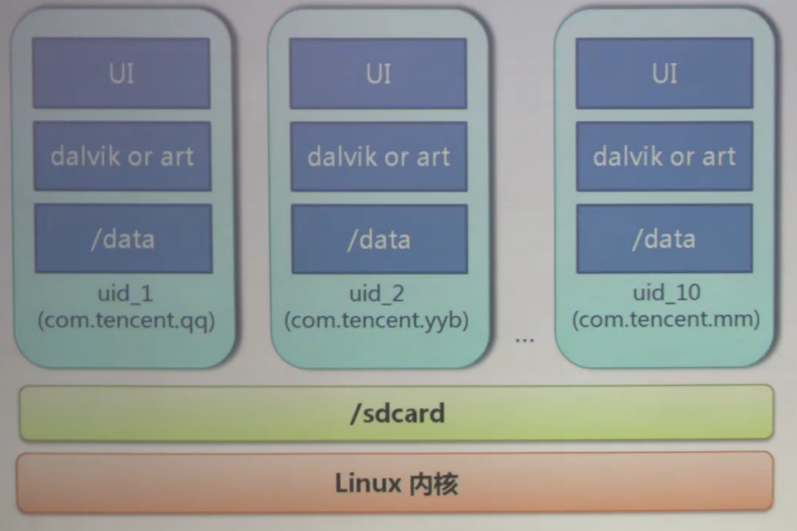 UI
dalvik or art
/data
uid_1
(com.tencent.qq)
UI
dalvik or art
/data
uid_2
(com.tencent.yyb)
...
UI
dalvik or art
/data
uid_10
(com.tencent.mm)
/sdcard
Linux 内核